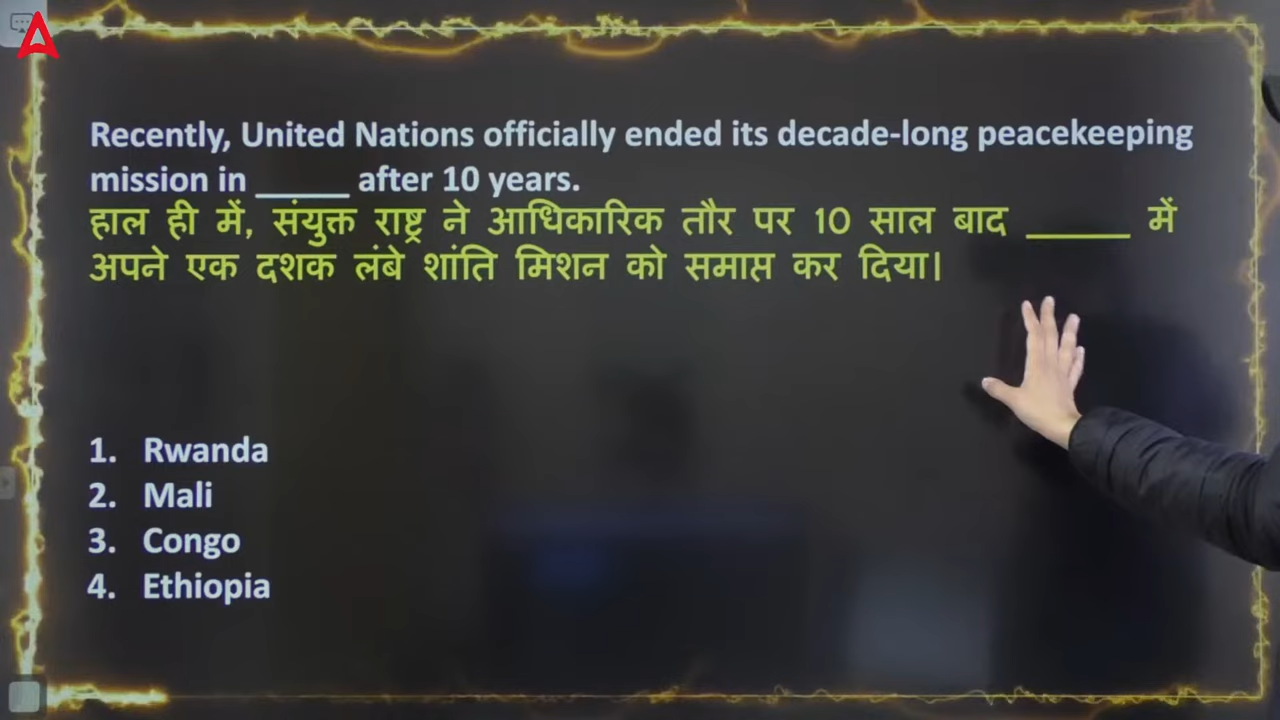 Recently, United Nations officially ended its decade-long peacekeeping
mission in _____ after 10 years.
हाल ही में, संयुक्त राष्ट्र ने आधिकारिक तौर पर 10 साल बाद _____ में
अपने एक दशक लंबे शांति मिशन को समाप्त कर दिया।
1. Rwanda
2. Mali
3. Congo
4. Ethiopia